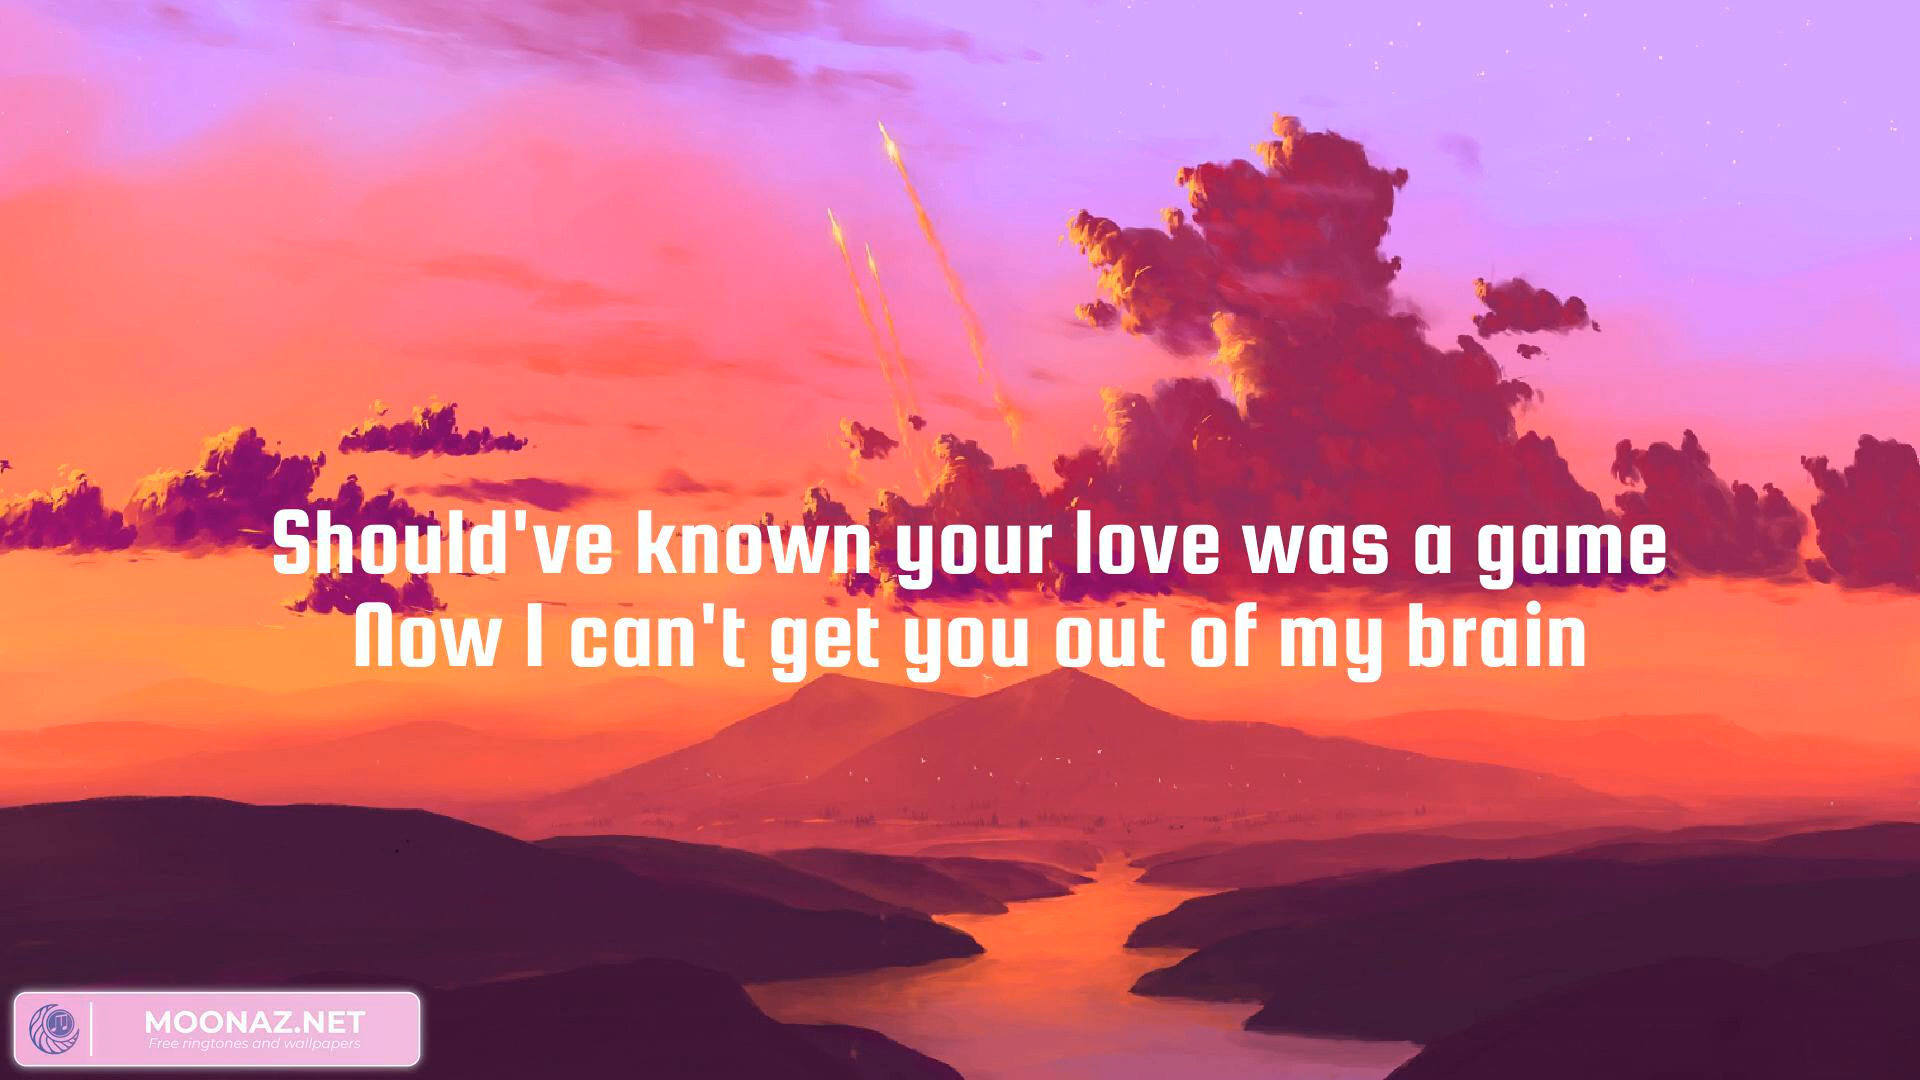 Should've known your love was a game
Now I can't get you out of my brain
MOONAZ.NET
Free ringtones and wallpapers